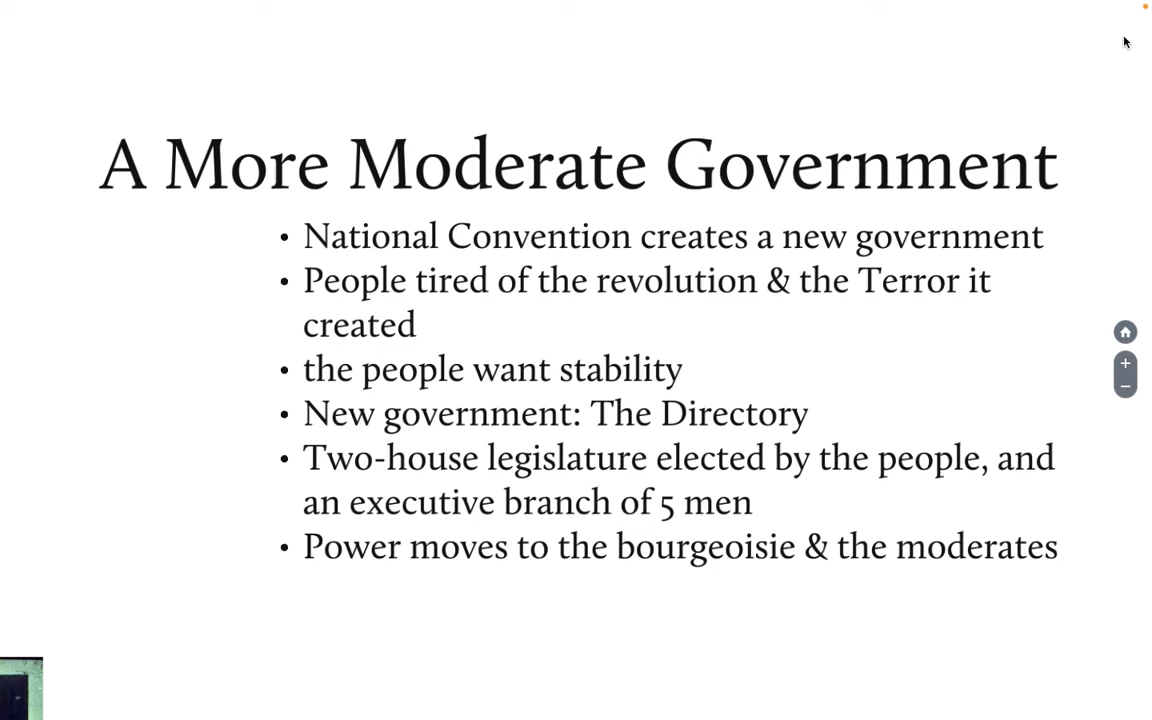 A More Moderate Government
• National Convention creates a new government
• People tired of the revolution & the Terror it
created
• the people want stability
• New government: The Directory
• Two-house legislature elected by the people, and
an executive branch of 5 men
• Power moves to the bourgeoisie & the moderates